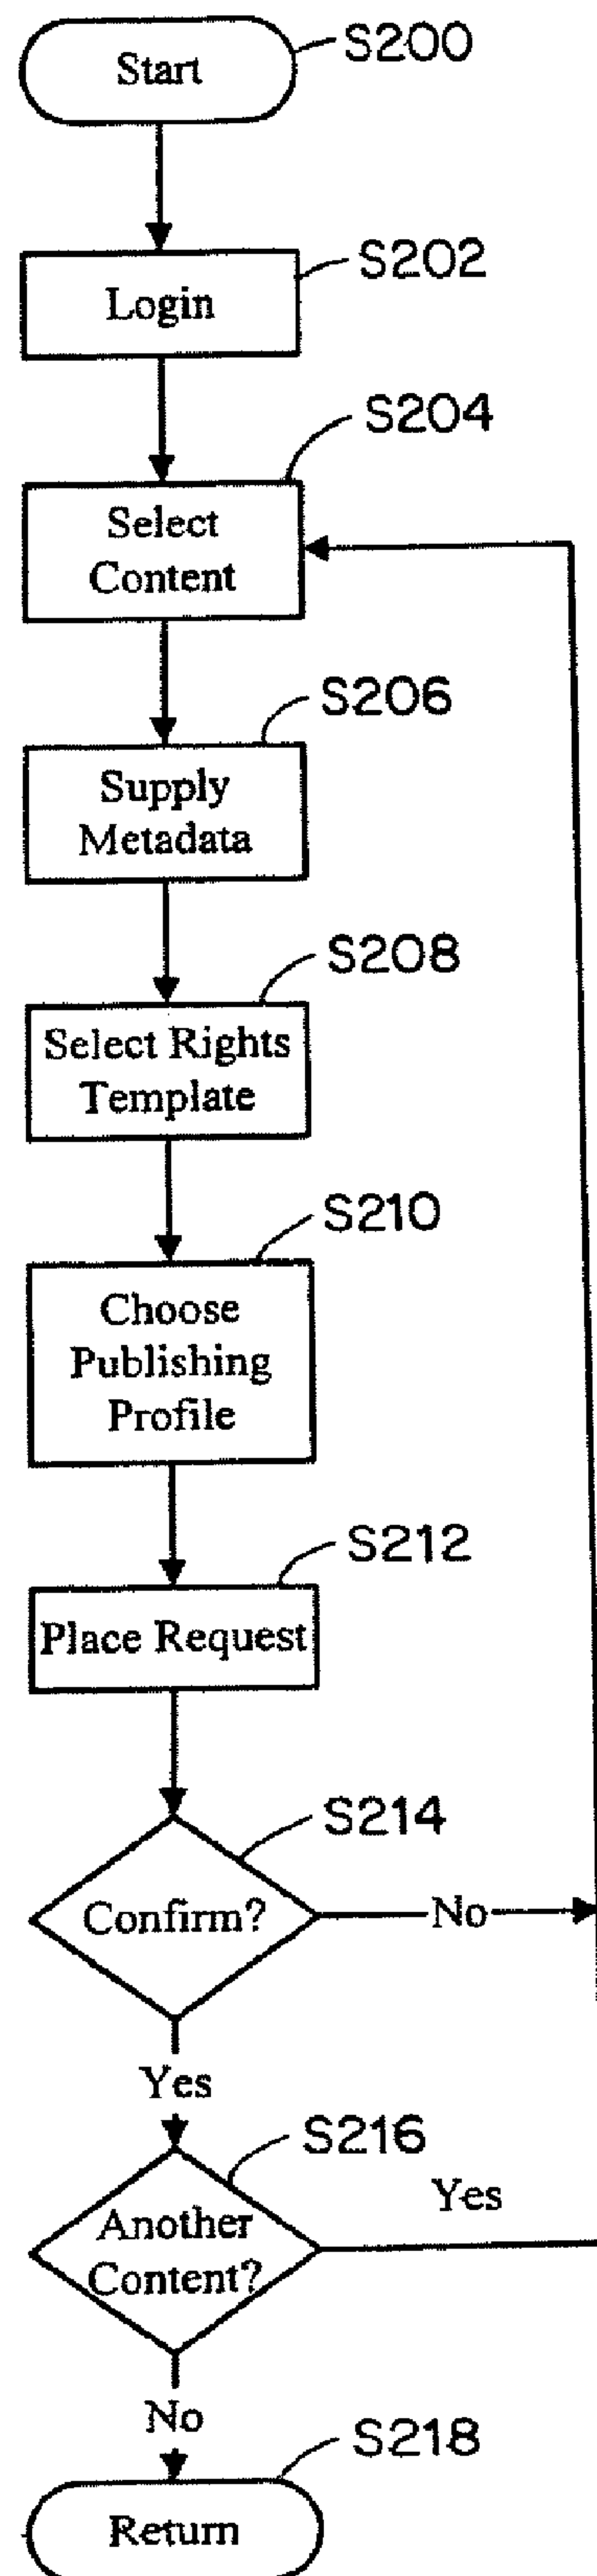 Start
S200
Login
S202
S204
Select
Content
S206
Supply
Metadata
S208
Select Rights
Template
S210
Choose
Publishing
Profile
S212
Place Request
S214
Confirm?
No
Yes
S216
Another
Content?
Yes
No
S218
Return